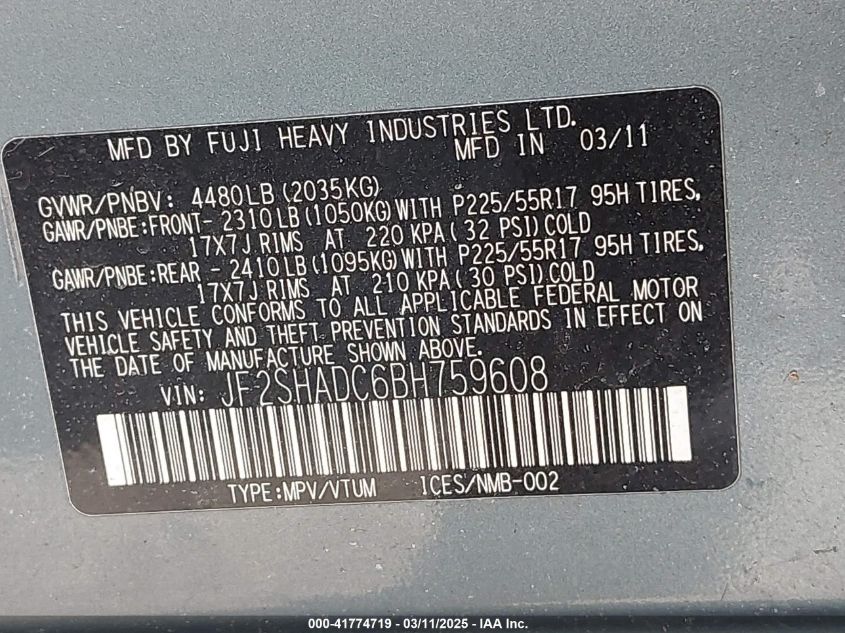 MFD BY FUJI HEAVY INDUSTRIES LTD.
MFD IN 03/11
GVWR/PNBV: 4480LB(2035KG)
GAWR/PNBE:FRONT- 2310LB(1050KG)WITH P225/55R17 95H TIRES,
17X7J RIMS AT 220 KPA(32 PSI)COLD
GAWR/PNBE:REAR - 2410LB(1095KG)WITH P225/55R17 95H TIRES,
17X7J RIMS AT 210 KPA(30 PSI)COLD
THIS VEHICLE CONFORMS TO ALL APPLICABLE FEDERAL MOTOR
VEHICLE SAFETY AND THEFT PREVENTION STANDARDS IN EFFECT ON
THE DATE OF MANUFACTURE SHOWN ABOVE.
VIN: JF2SHADC6BH759608
TYPE:MPV/VTUM ICES/NMB-002
000-41774719 - 03/11/2025 - IAA Inc.